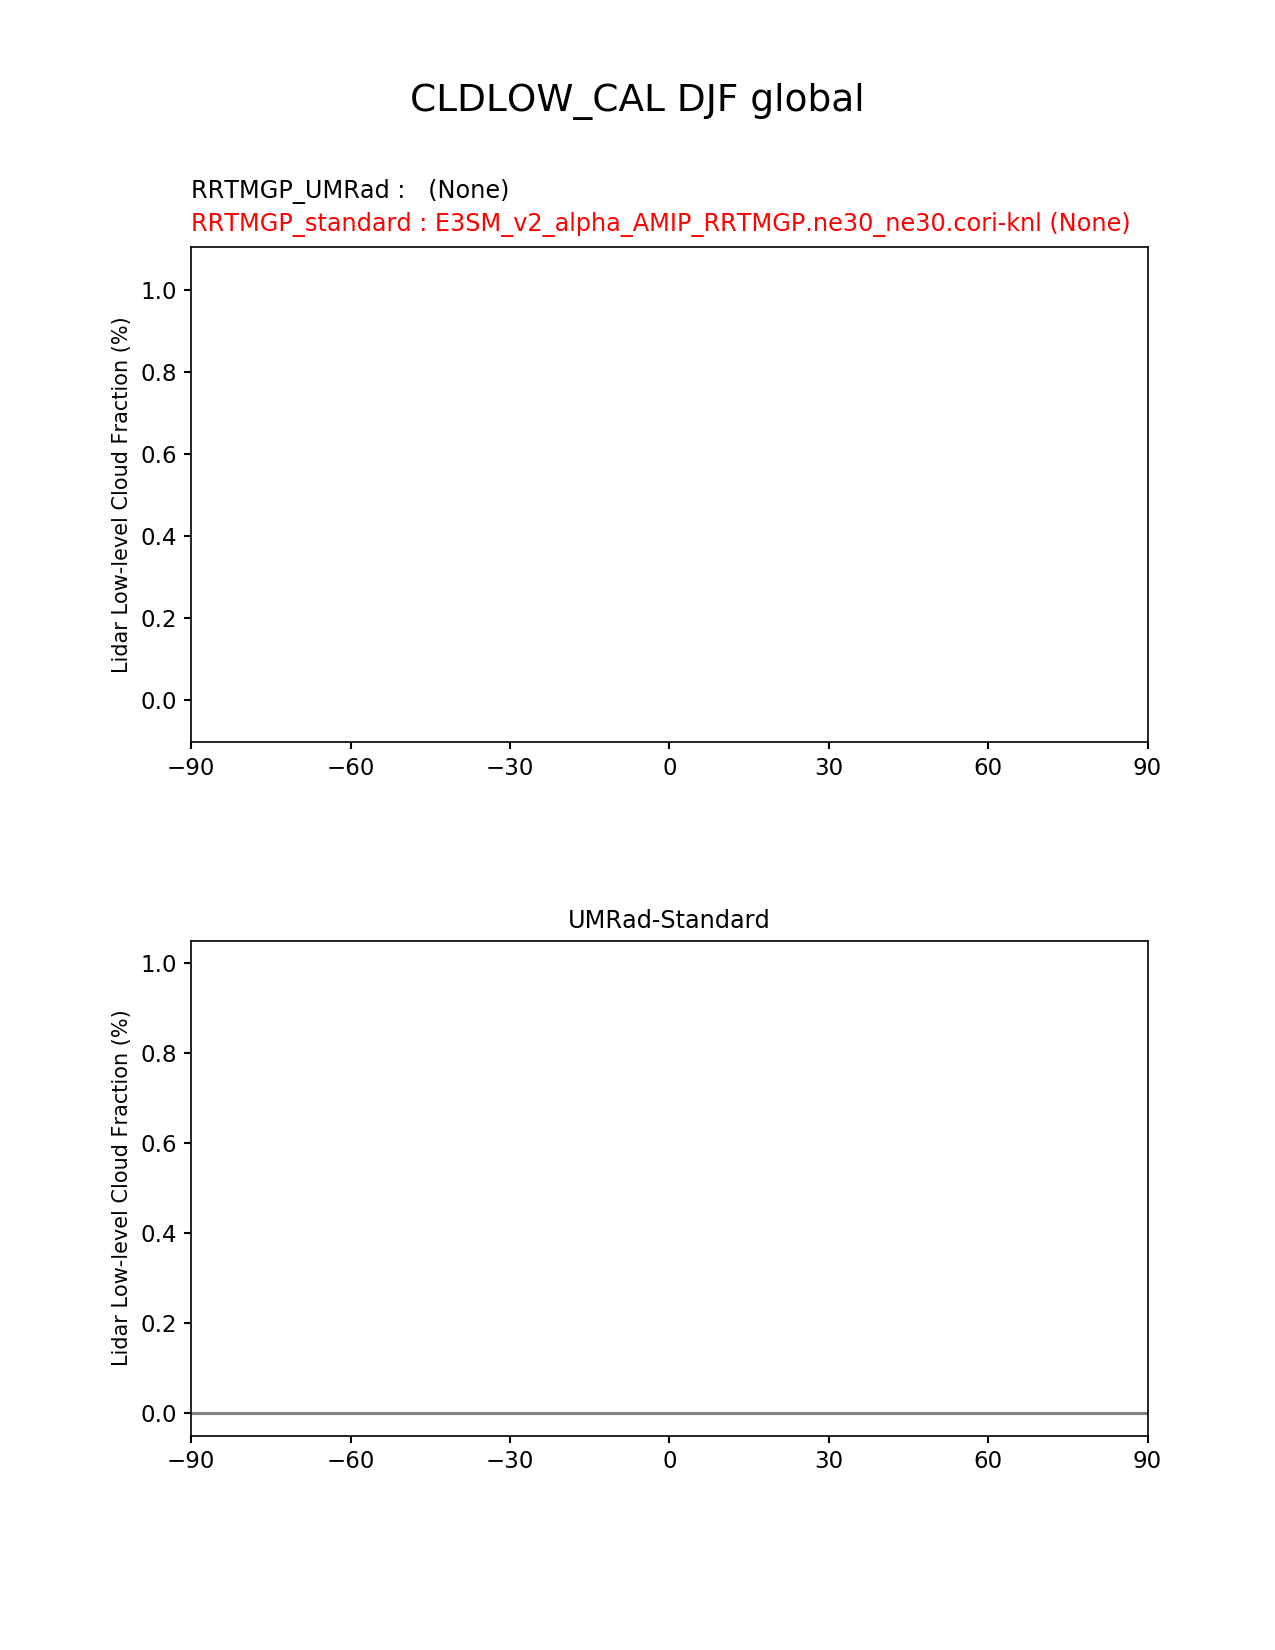 CLDLOW_CAL DJF global
RRTMGP_UMRad :   (None)
RRTMGP_standard : E3SM_v2_alpha_AMIP_RRTMGP.ne30_ne30.cori-knl (None)
Lidar Low-level Cloud Fraction (%)
1.0
0.8
0.6
0.4
0.2
0.0
−90 −60 −30 0 30 60 90
UMRad-Standard
Lidar Low-level Cloud Fraction (%)
1.0
0.8
0.6
0.4
0.2
0.0
−90 −60 −30 0 30 60 90